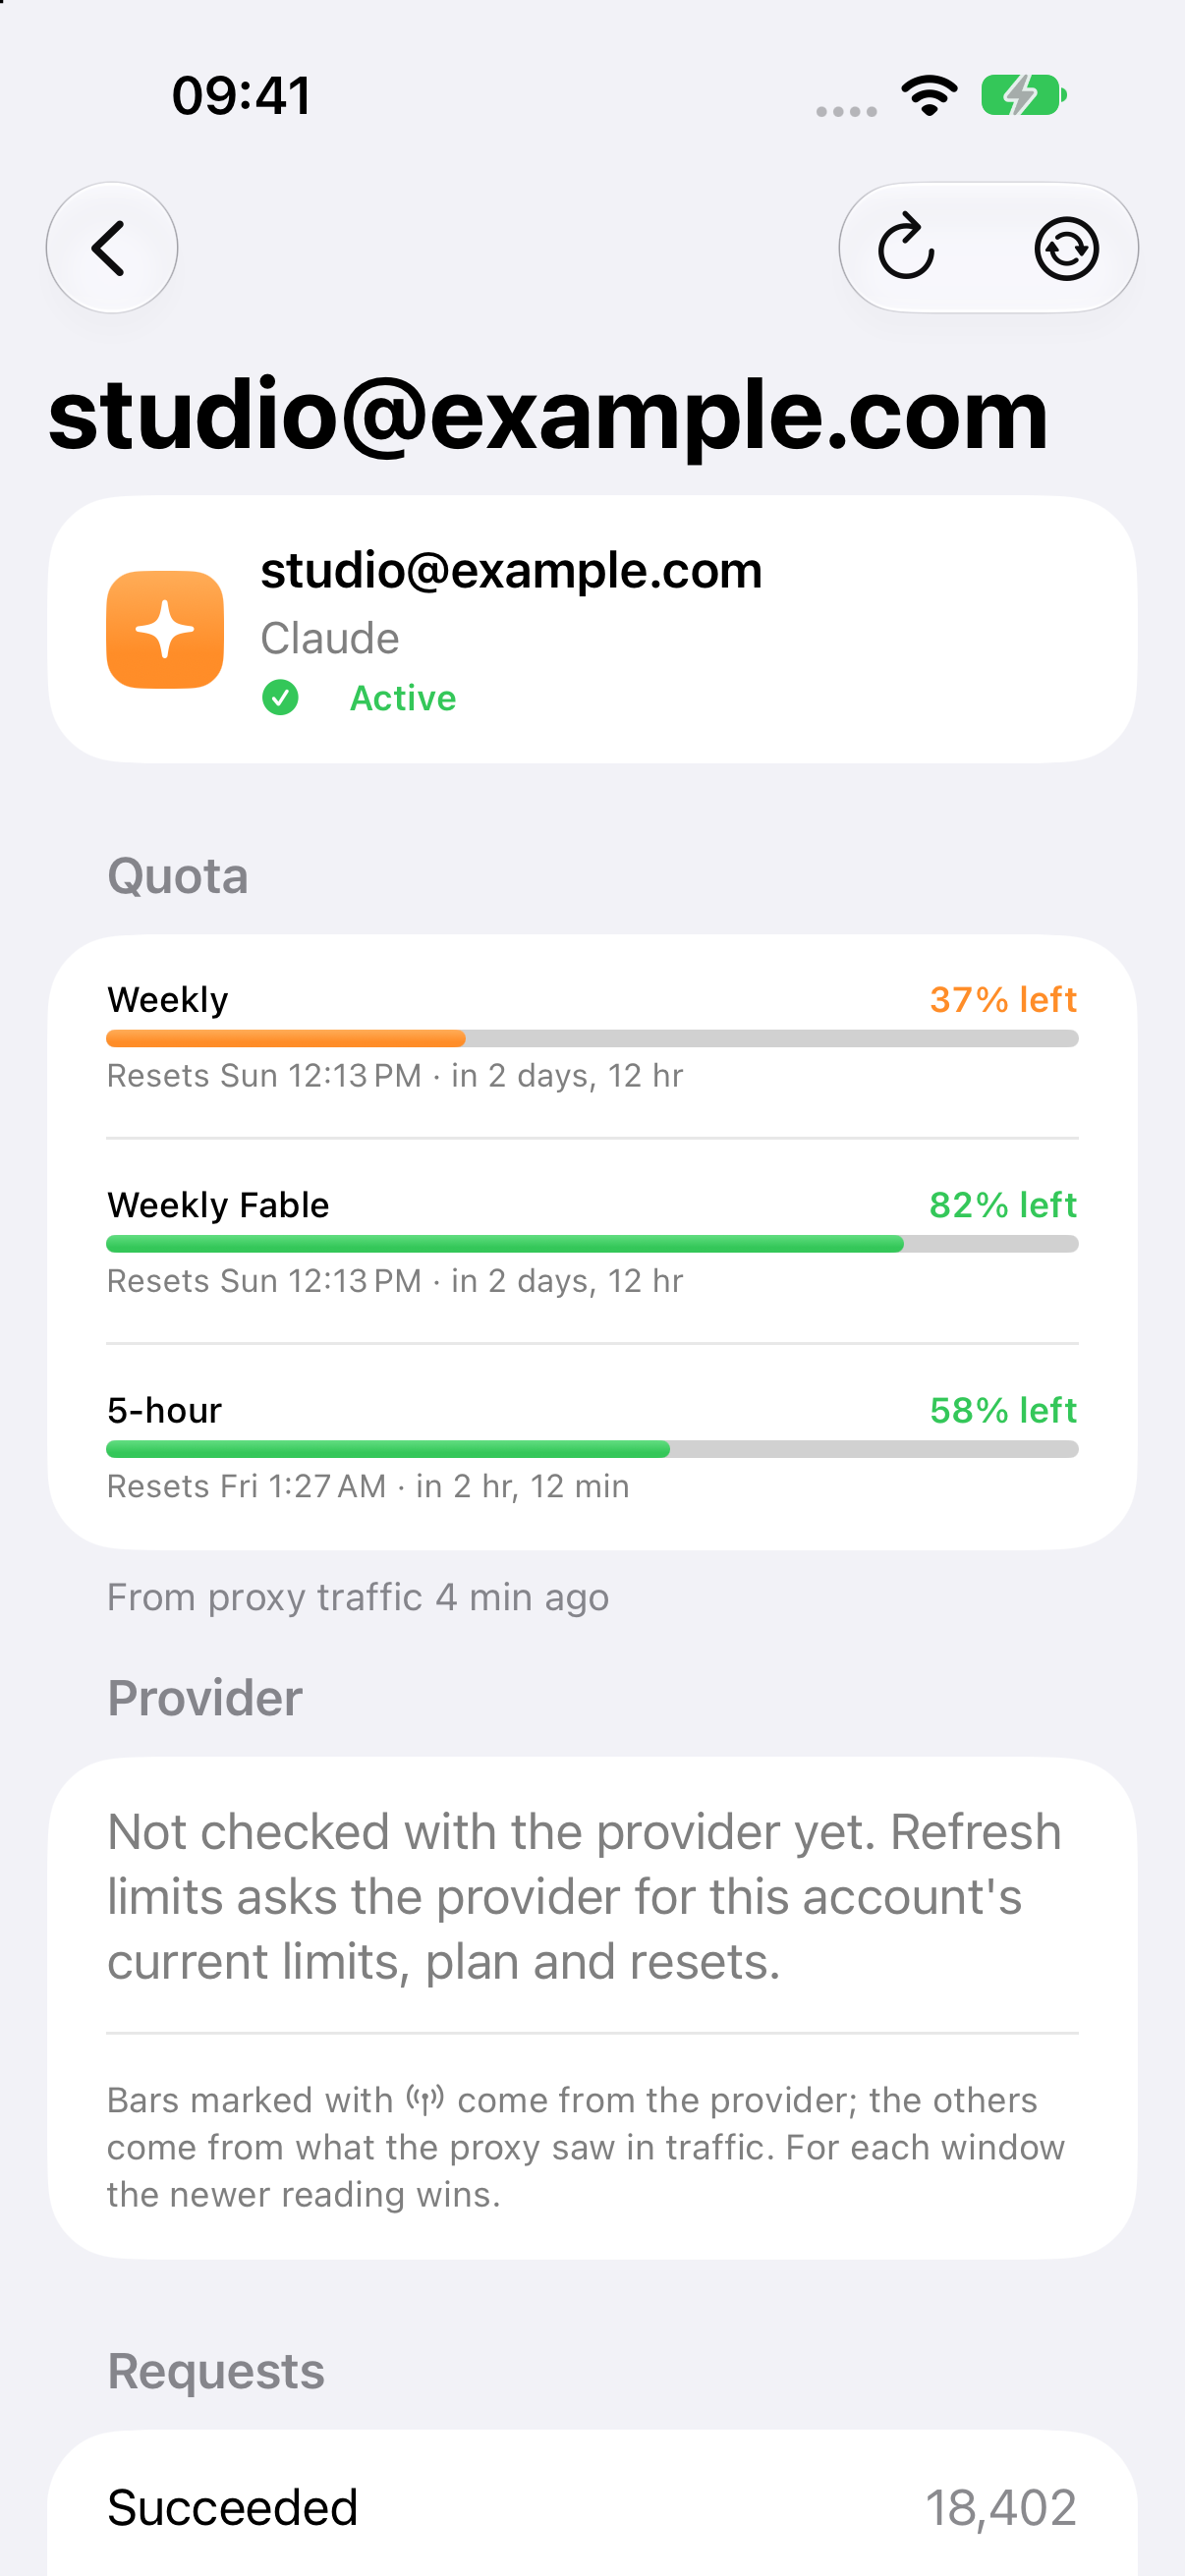 09:41
studio@example.com
studio@example.com
Claude
Active
Quota
Weekly
37% left
Resets Sun 12:13 PM · in 2 days, 12 hr
Weekly Fable
82% left
Resets Sun 12:13 PM · in 2 days, 12 hr
5-hour
58% left
Resets Fri 1:27 AM · in 2 hr, 12 min
From proxy traffic 4 min ago
Provider
Not checked with the provider yet. Refresh
limits asks the provider for this account's
current limits, plan and resets.
Bars marked with come from the provider; the others
come from what the proxy saw in traffic. For each window
the newer reading wins.
Requests
Succeeded
18,402